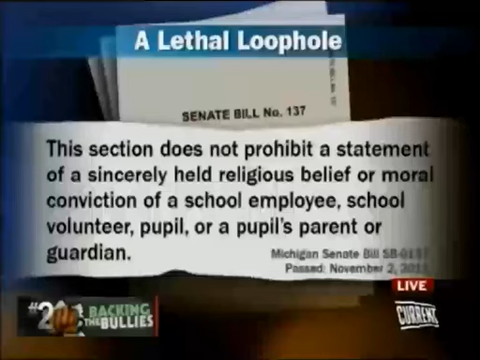 A Lethal Loophole
SENATE BILL No. 137
This section does not prohibit a statement
of a sincerely held religious belief or moral
conviction of a school employee, school
volunteer, pupil, or a pupil's parent or
guardian.
Michigan Senate Bill
Passed: November 2,
LIVE
BACKING
THE BULLIES
CURRENT